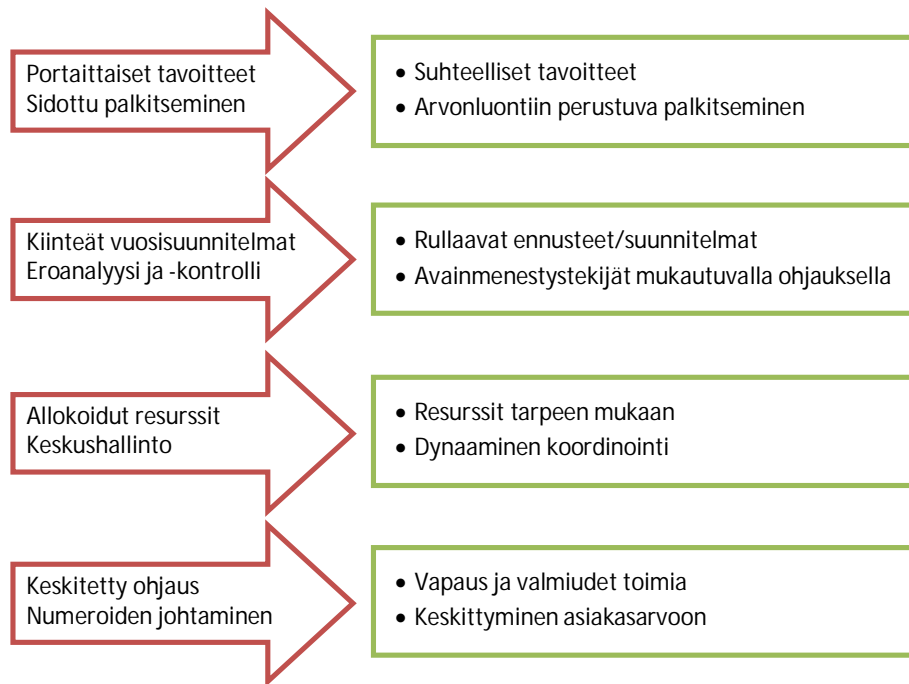 Portaittaiset tavoitteet
Sidottu palkitseminen
• Suhteelliset tavoitteet
• Arvonluontiin perustuva palkitseminen
Kiinteät vuosisuunnitelmat
Eroanalyysi ja -kontrolli
• Rullaavat ennusteet/suunnitelmat
• Avainmenestystekijät mukautuvalla ohjauksella
Allokoidut resurssit
Keskushallinto
• Resurssit tarpeen mukaan
• Dynaaminen koordinointi
Keskitetty ohjaus
Numeroiden johtaminen
• Vapaus ja valmiudet toimia
• Keskittyminen asiakasarvoon